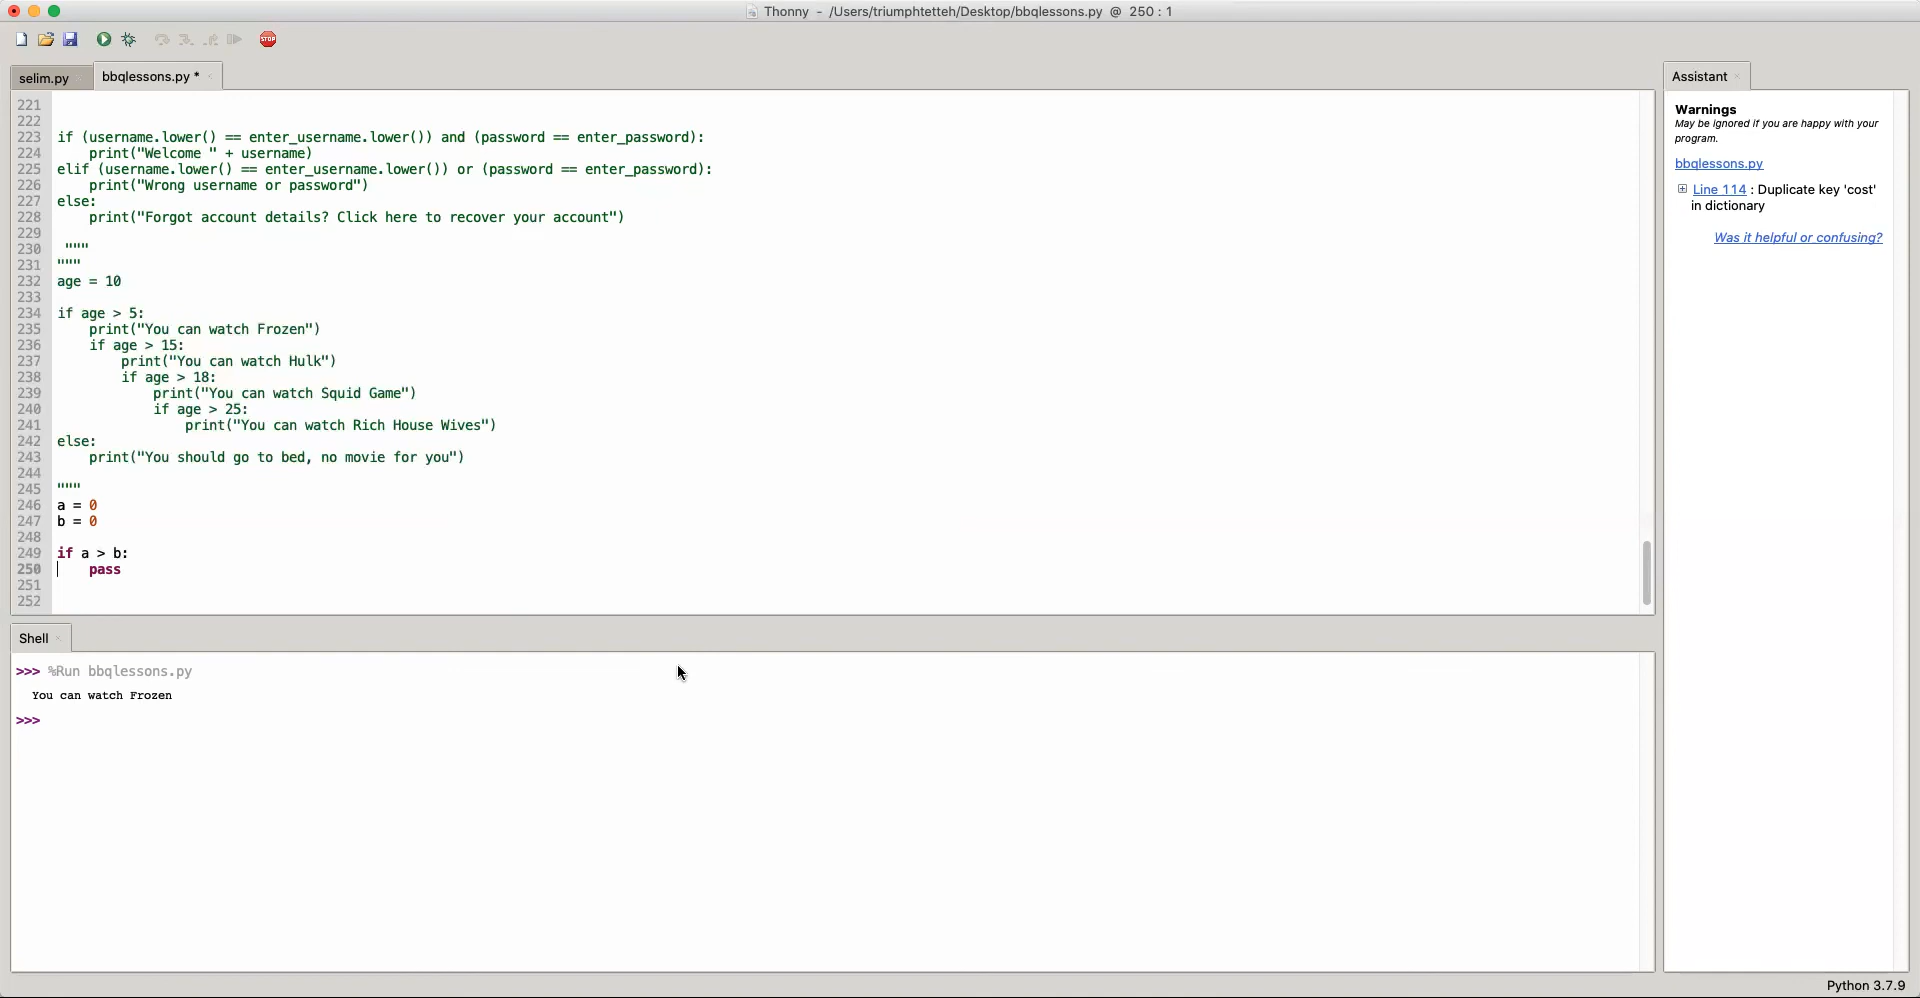 Thonny - /Users/triumphtetteh/Desktop/bbqlessons.py @ 250 : 1
STOP
selim.py
bbqlessons.py *
Assistant
221
222
223 if (username.lower() == enter_username.lower()) and (password == enter_password):
224     print("Welcome " + username)
225 elif (username.lower() == enter_username.lower()) or (password == enter_password):
226     print("Wrong username or password")
227 else:
228     print("Forgot account details? Click here to recover your account")
229
230  """
231 """
232 age = 10
233
234 if age > 5:
235     print("You can watch Frozen")
236     if age > 15:
237         print("You can watch Hulk")
238         if age > 18:
239             print("You can watch Squid Game")
240             if age > 25:
241                 print("You can watch Rich House Wives")
242 else:
243     print("You should go to bed, no movie for you")
244
245 """
246 a = 0
247 b = 0
248
249 if a > b:
250     pass
251
252
Warnings
May be ignored if you are happy with your
program.
bbqlessons.py
Line 114 : Duplicate key 'cost'
in dictionary
Was it helpful or confusing?
Shell
>>> %Run bbqlessons.py
You can watch Frozen
>>>
Python 3.7.9